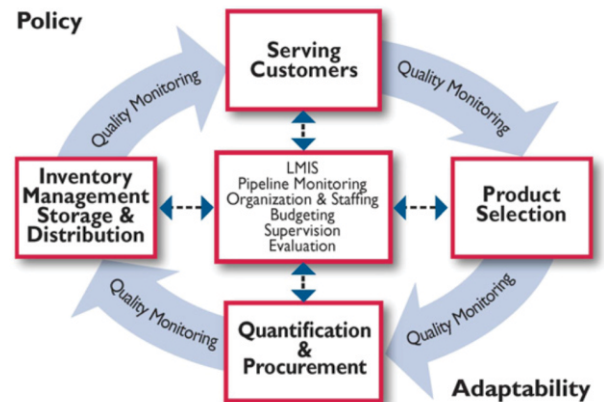 Policy
Serving
Customers
Quality Monitoring
Quality Monitoring
Inventory
Management
Storage &
Distribution
LMIS
Pipeline Monitoring
Organization & Staffing
Budgeting
Supervision
Evaluation
Product
Selection
Quality Monitoring
Quality Monitoring
Quantification
&
Procurement
Adaptability